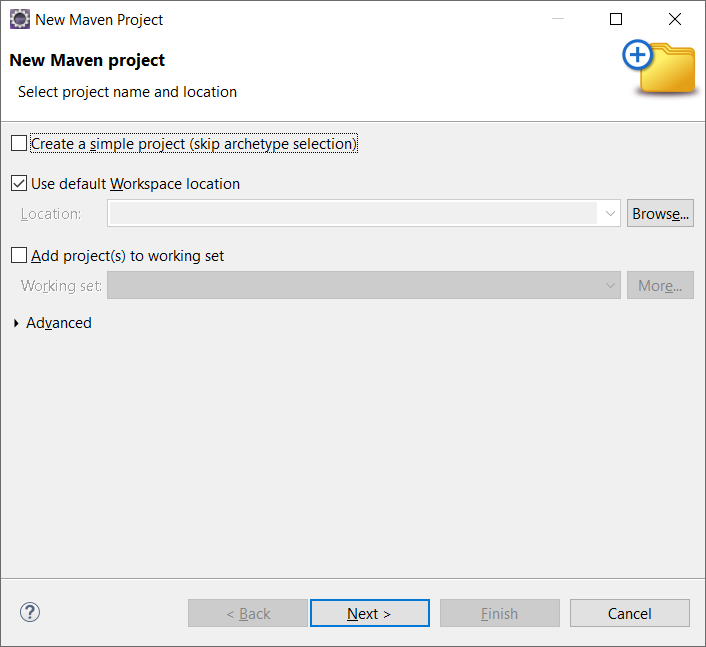 New Maven Project
New Maven project
Select project name and location
Create a simple project (skip archetype selection)
Use default Workspace location
Location:
Browse...
Add project(s) to working set
Working set:
More...
Advanced
?
< Back
Next >
Finish
Cancel